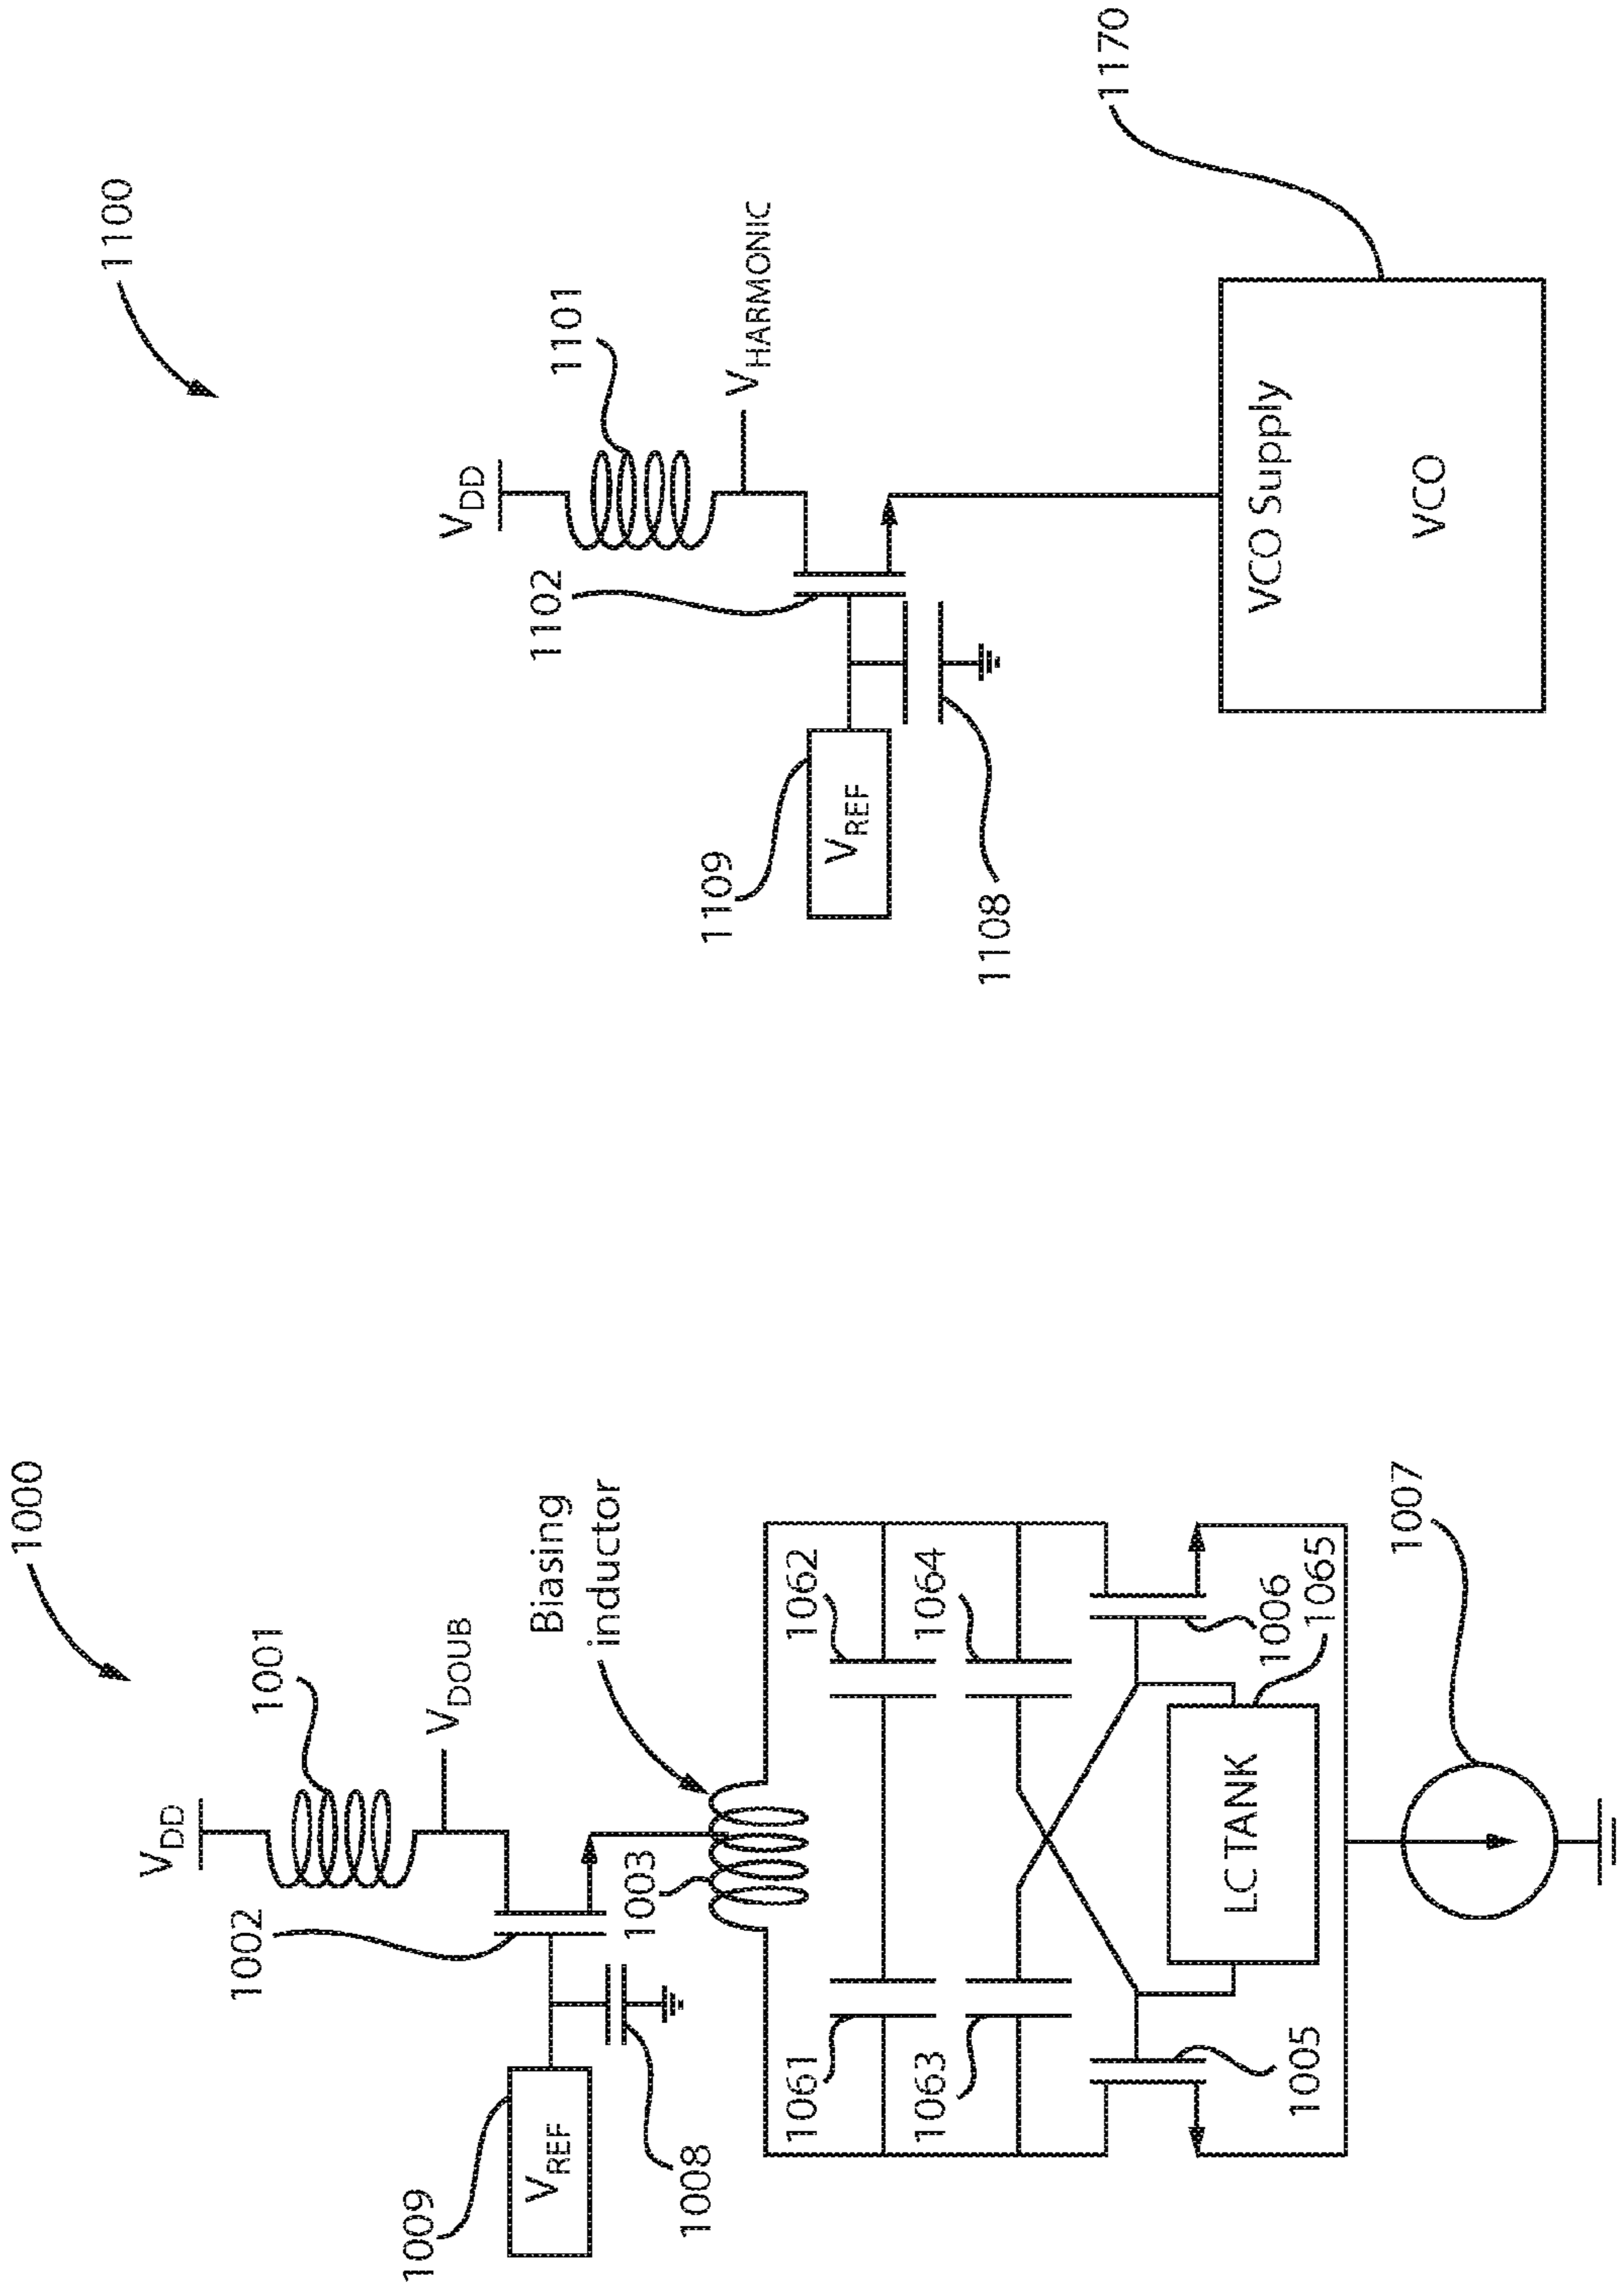 1000
V_DD
1001
V_DOUB
1002
1009
V_REF
1008
1003
Biasing
inductor
1061
1062
1063
1064
1005
1006
1065
LC TANK
1007
1100
V_DD
1101
V_HARMONIC
1102
1109
V_REF
1108
VCO Supply
VCO
1170